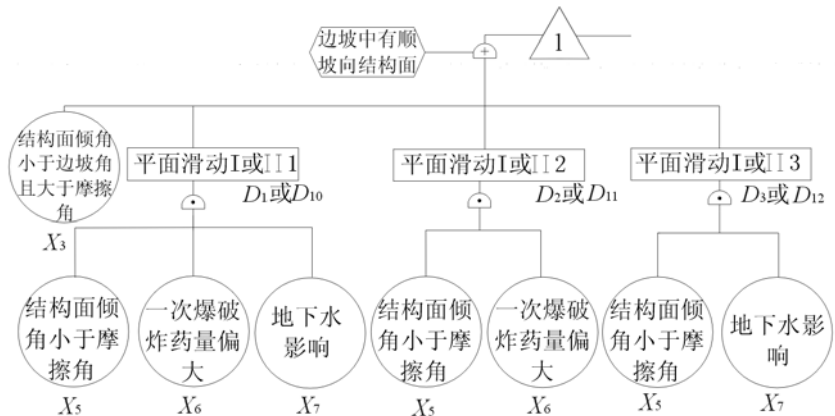 边坡中有顺
坡向结构面
+
1
结构面倾角
小于边坡角
且大于摩擦
角
X3
平面滑动I或II1
D1或D10
平面滑动I或II2
D2或D11
平面滑动I或II3
D3或D12
结构面倾
角小于摩
擦角
X5
一次爆破
炸药量偏
大
X6
地下水
影响
X7
结构面倾
角小于摩
擦角
X5
一次爆破
炸药量偏
大
X6
结构面倾
角小于摩
擦角
X5
地下水影
响
X7